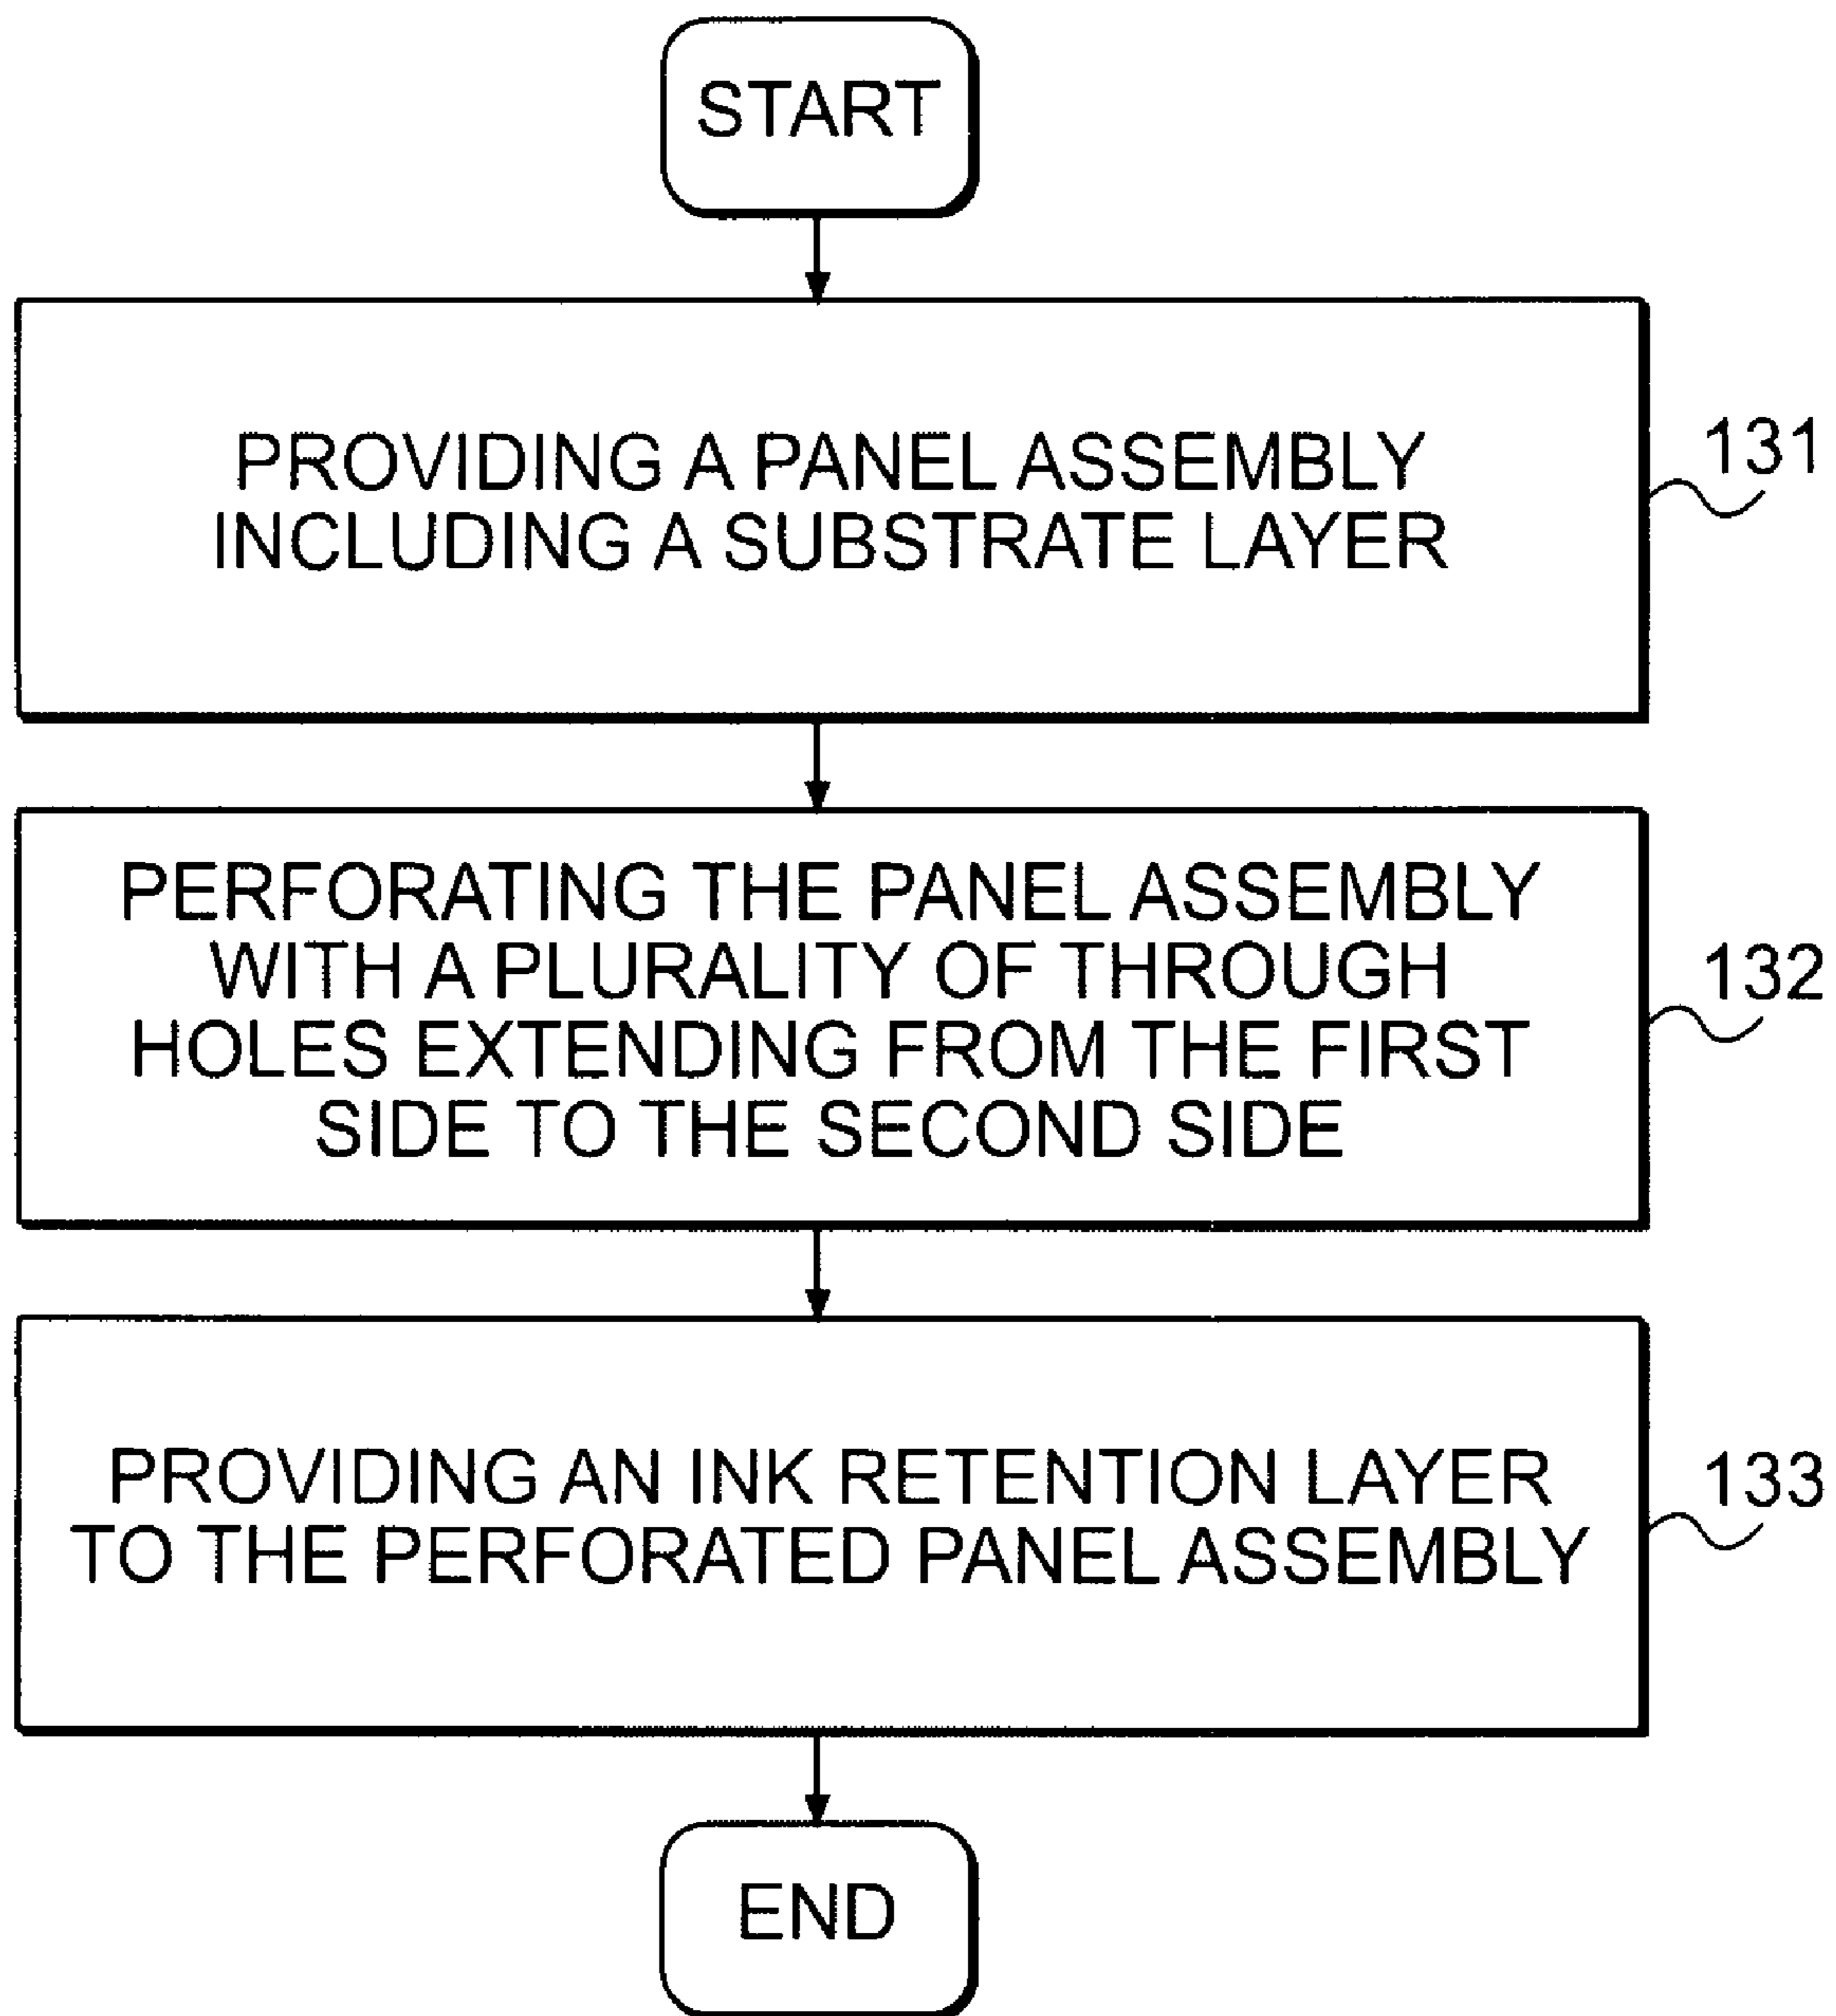 START
PROVIDING A PANEL ASSEMBLY
INCLUDING A SUBSTRATE LAYER
131
PERFORATING THE PANEL ASSEMBLY
WITH A PLURALITY OF THROUGH
HOLES EXTENDING FROM THE FIRST
SIDE TO THE SECOND SIDE
132
PROVIDING AN INK RETENTION LAYER
TO THE PERFORATED PANEL ASSEMBLY
133
END